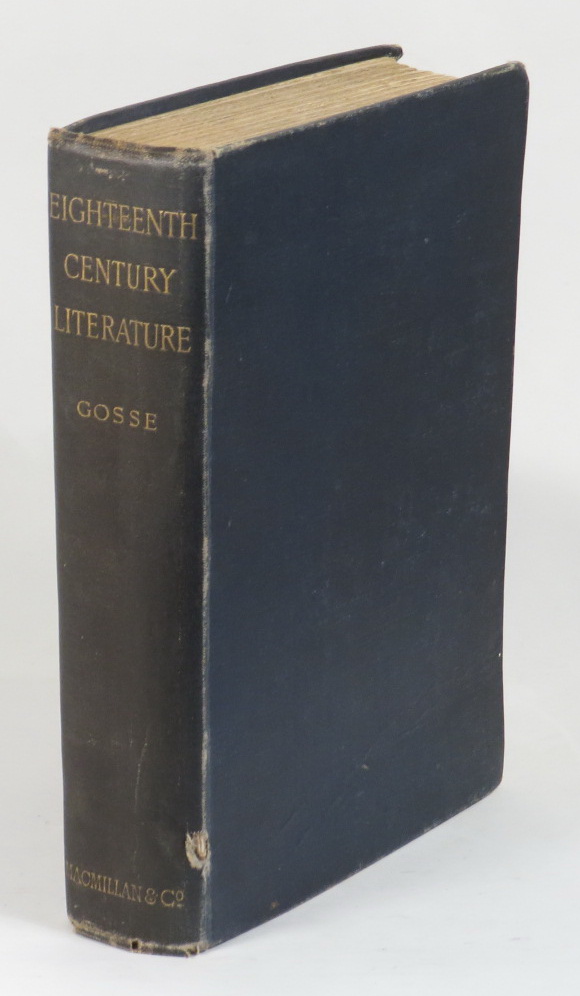 EIGHTEENTH
CENTURY
LITERATURE
GOSSE
MACMILLAN & Co